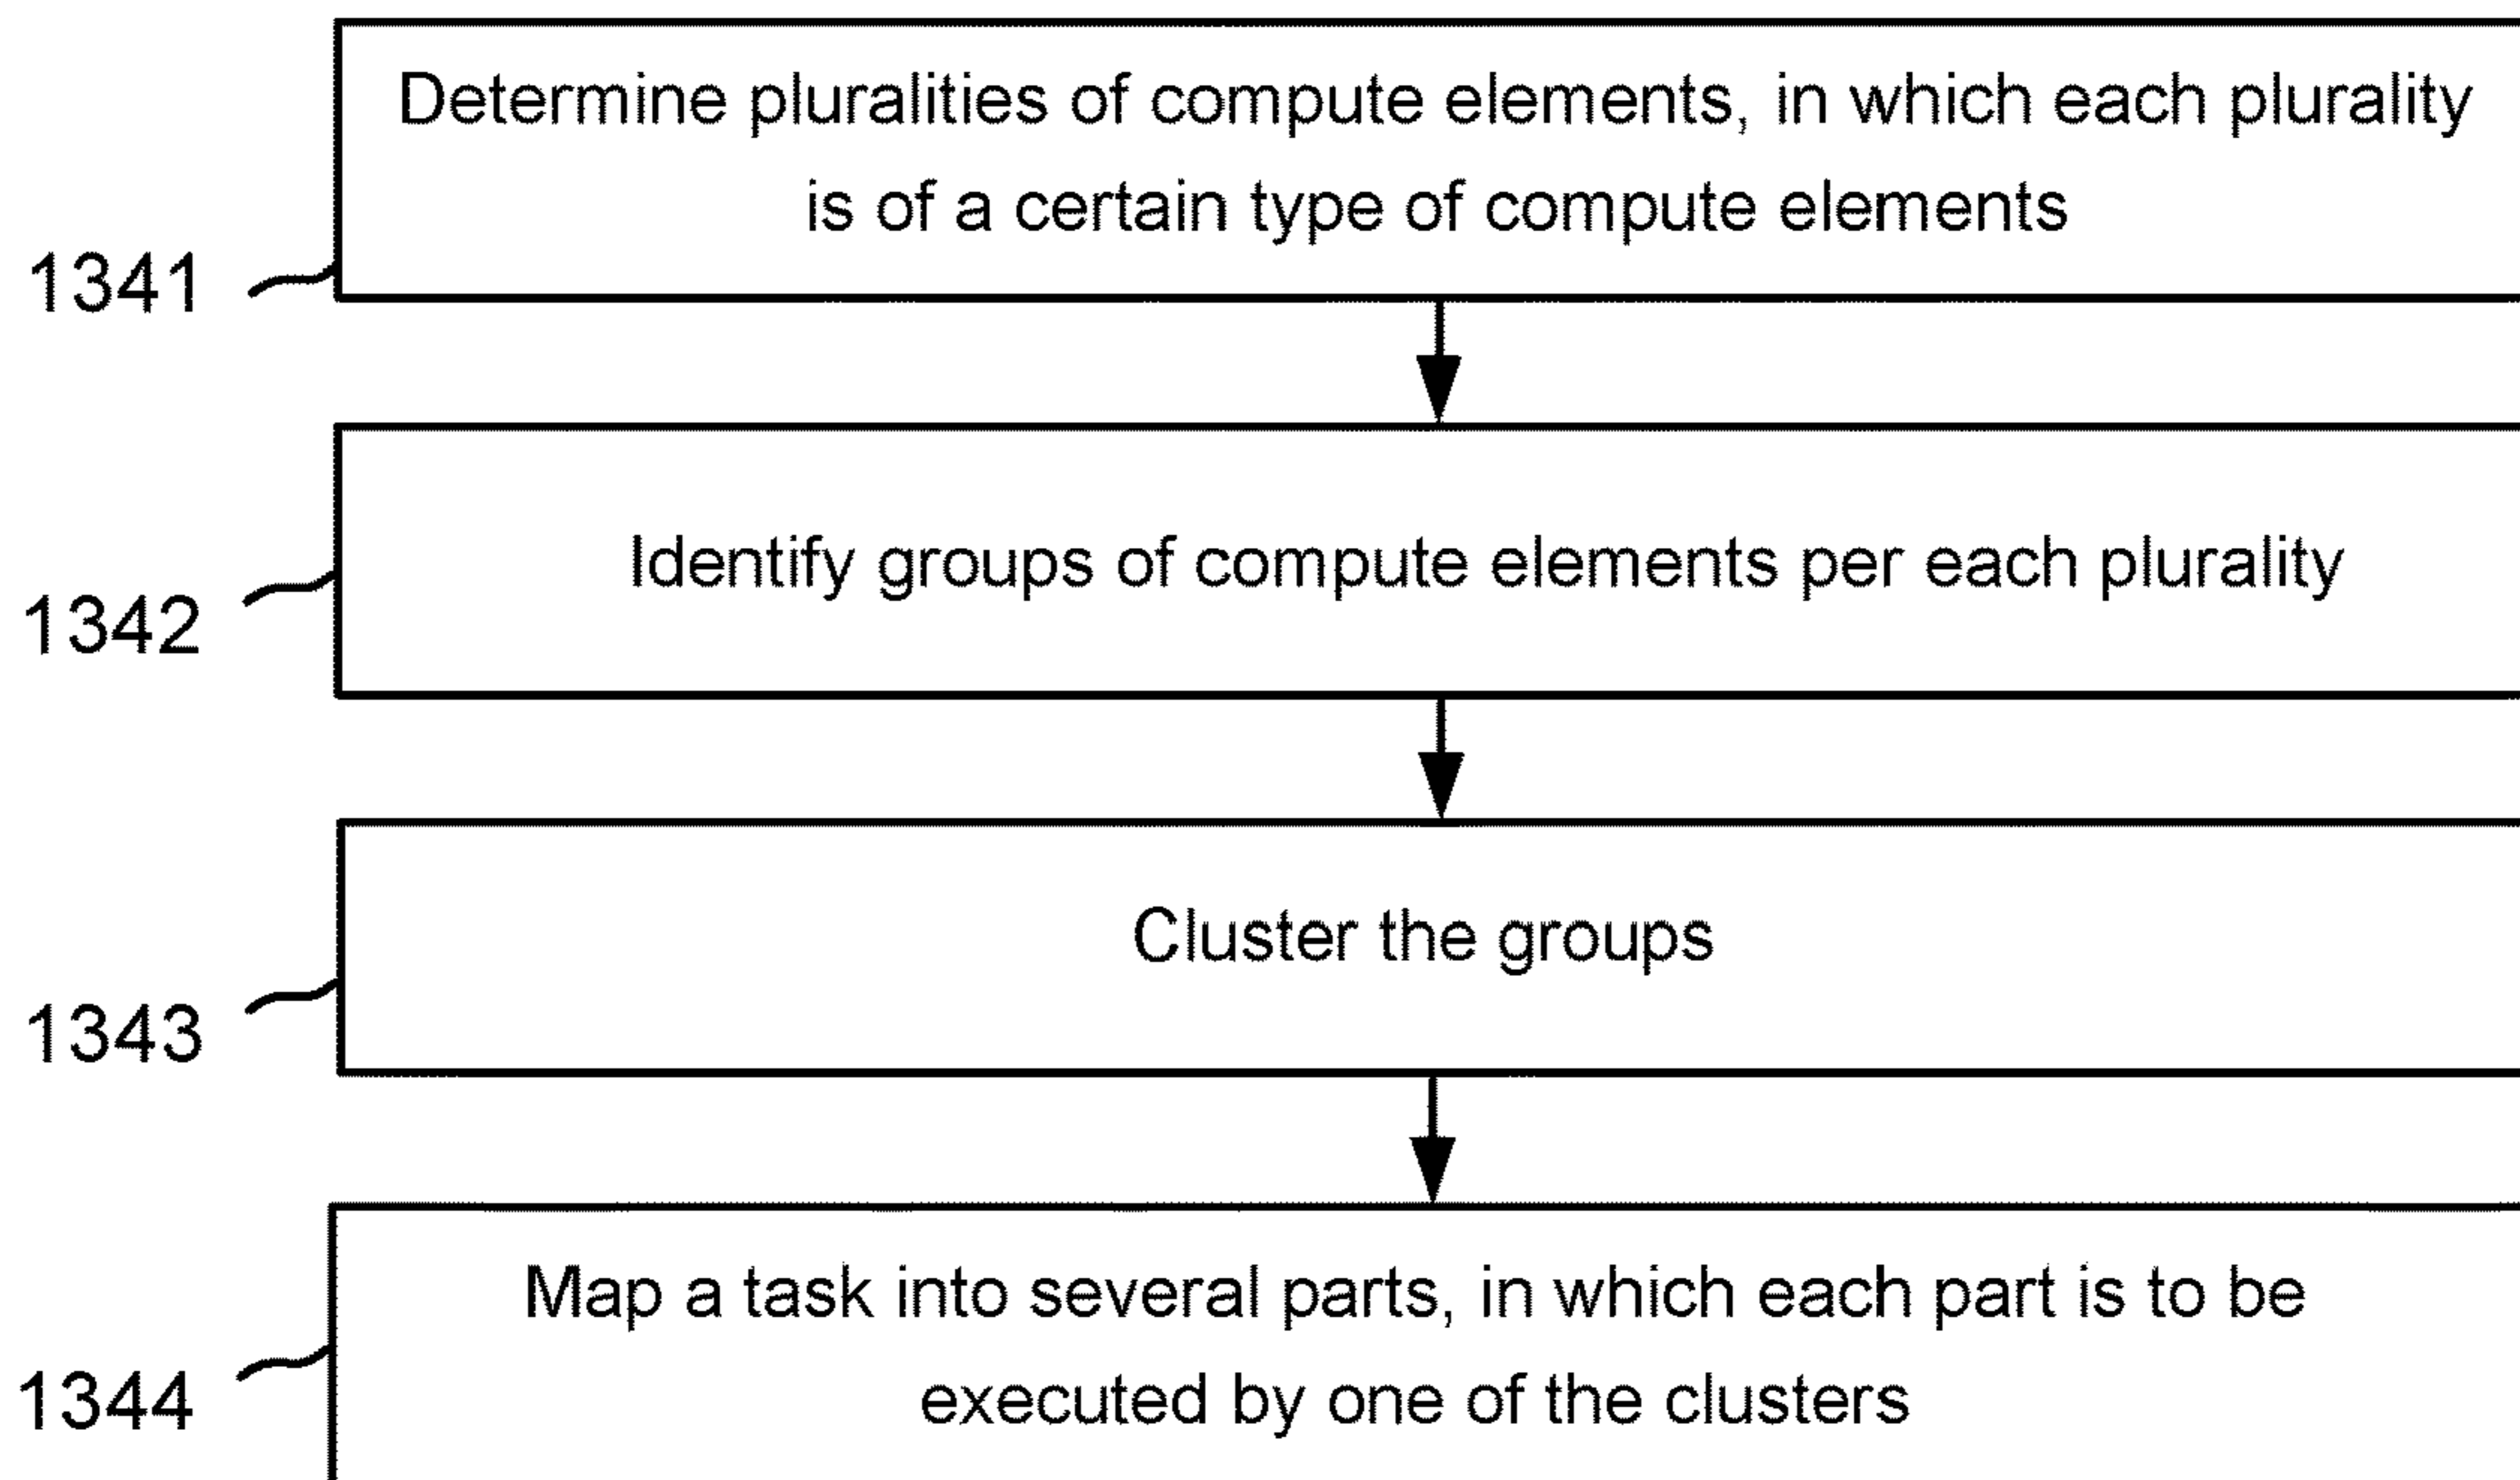 Determine pluralities of compute elements, in which each plurality
is of a certain type of compute elements
1341
Identify groups of compute elements per each plurality
1342
Cluster the groups
1343
Map a task into several parts, in which each part is to be
executed by one of the clusters
1344